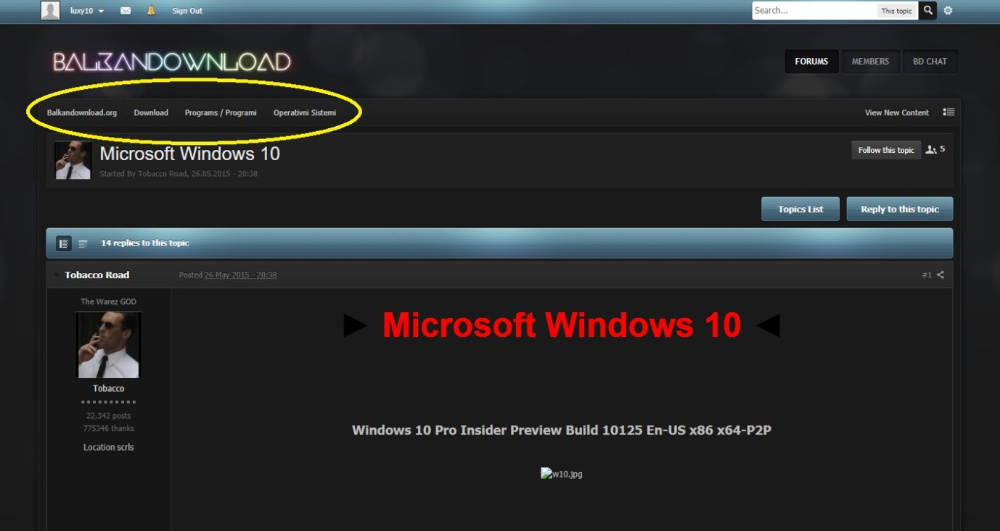 luxy10 Sign Out Search... This topic
BALKANDOWNLOAD
FORUMS MEMBERS BD CHAT
Balkandownload.org Download Programs / Programi Operativni Sistemi View New Content
Microsoft Windows 10 Follow this topic 5
Started By Tobacco Road, 26.05.2015 - 20:38
Topics List Reply to this topic
14 replies to this topic
Tobacco Road Posted 26 May 2015 - 20:38 #1
The Warez GOD
► Microsoft Windows 10 ◄
Tobacco
22,342 posts
775346 thanks
Windows 10 Pro Insider Preview Build 10125 En-US x86 x64-P2P
Location scrls
w10.jpg